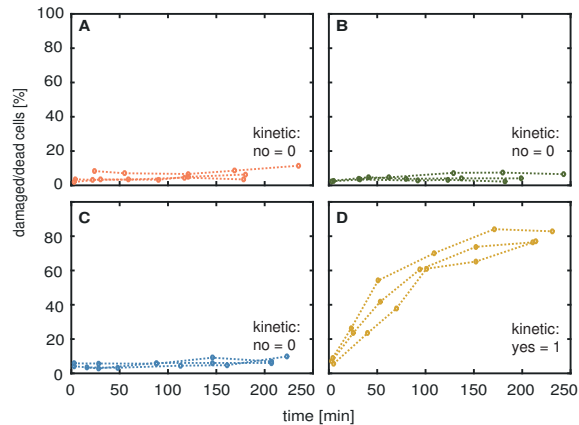 A
B
100
80
60
40
20
0
kinetic:
no = 0
kinetic:
no = 0
damaged/dead cells [%]
C
D
80
60
40
20
0
kinetic:
no = 0
kinetic:
yes = 1
0 50 100 150 200 250
0 50 100 150 200 250
time [min]